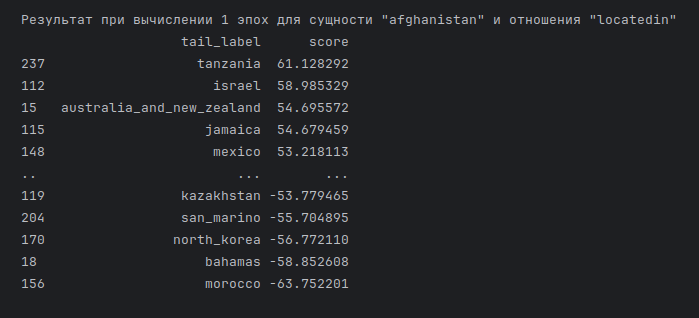 Результат при вычислении 1 эпох для сущности "afghanistan" и отношения "locatedin"
tail_label score
237 tanzania 61.128292
112 israel 58.985329
15 australia_and_new_zealand 54.695572
115 jamaica 54.679459
148 mexico 53.218113
.. ... ...
119 kazakhstan -53.779465
204 san_marino -55.704895
170 north_korea -56.772110
18 bahamas -58.852608
156 morocco -63.752201